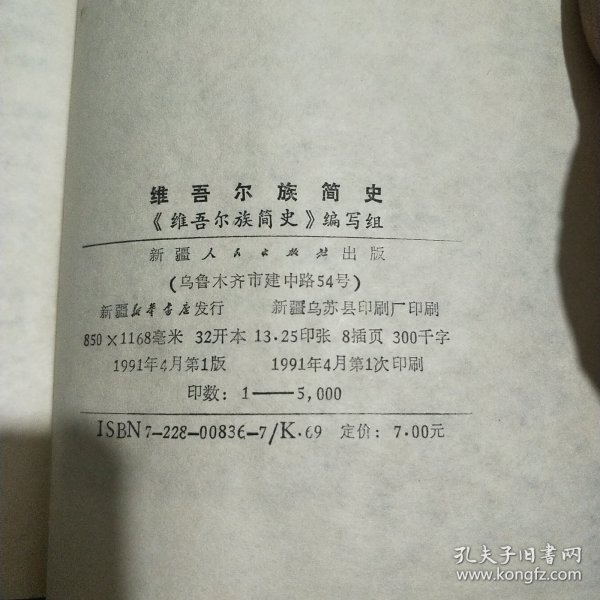 维吾尔族简史
《维吾尔族简史》编写组
新疆人民出版社出版
(乌鲁木齐市建中路54号)
新疆新华书店发行 新疆乌苏县印刷厂印刷
850×1168毫米 32开本 13.25印张 8插页 300千字
1991年4月第1版 1991年4月第1次印刷
印数：1——5,000
ISBN7-228-00836-7/K·69 定价：7.00元
孔夫子旧书网
www.kongfz.com